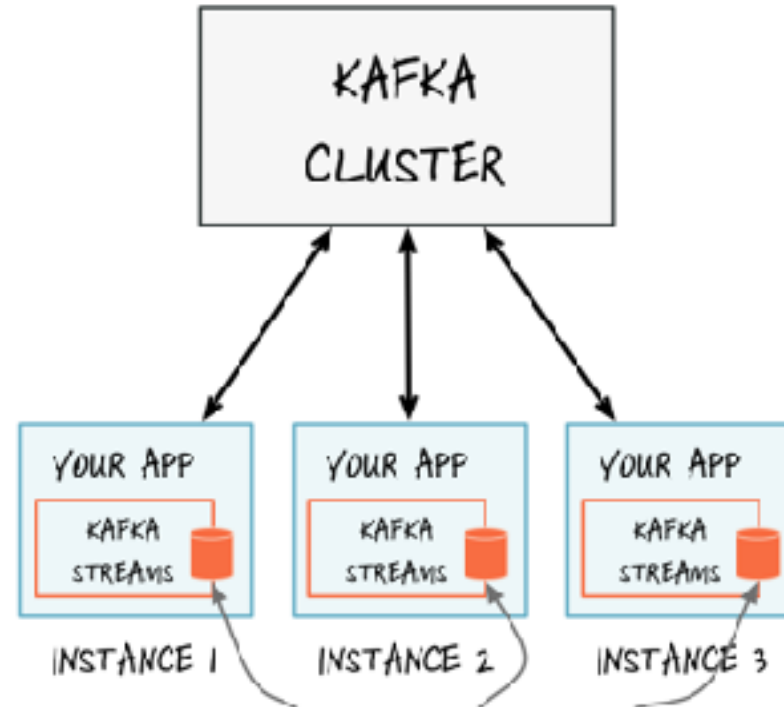 KAFKA
CLUSTER
YOUR APP
KAFKA
STREAMS
INSTANCE 1
YOUR APP
KAFKA
STREAMS
INSTANCE 2
YOUR APP
KAFKA
STREAMS
INSTANCE 3